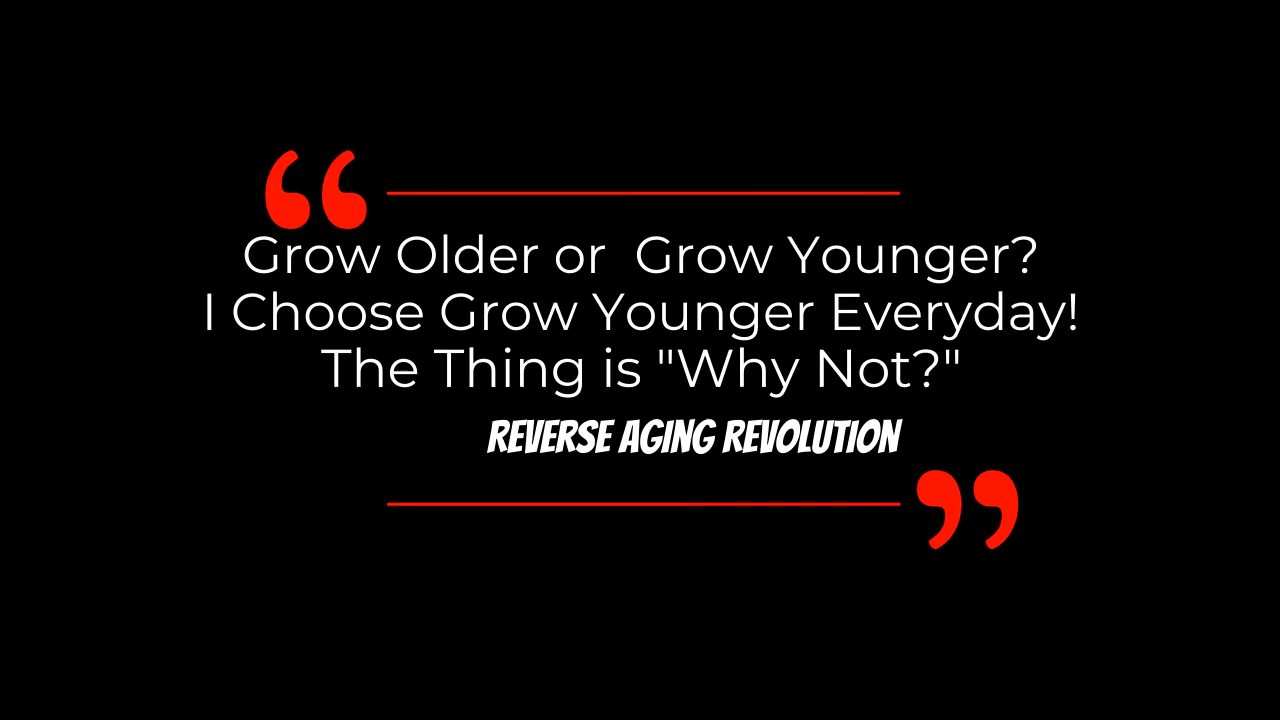 “
Grow Older or  Grow Younger?
I Choose Grow Younger Everyday!
The Thing is "Why Not?"
REVERSE AGING REVOLUTION
”